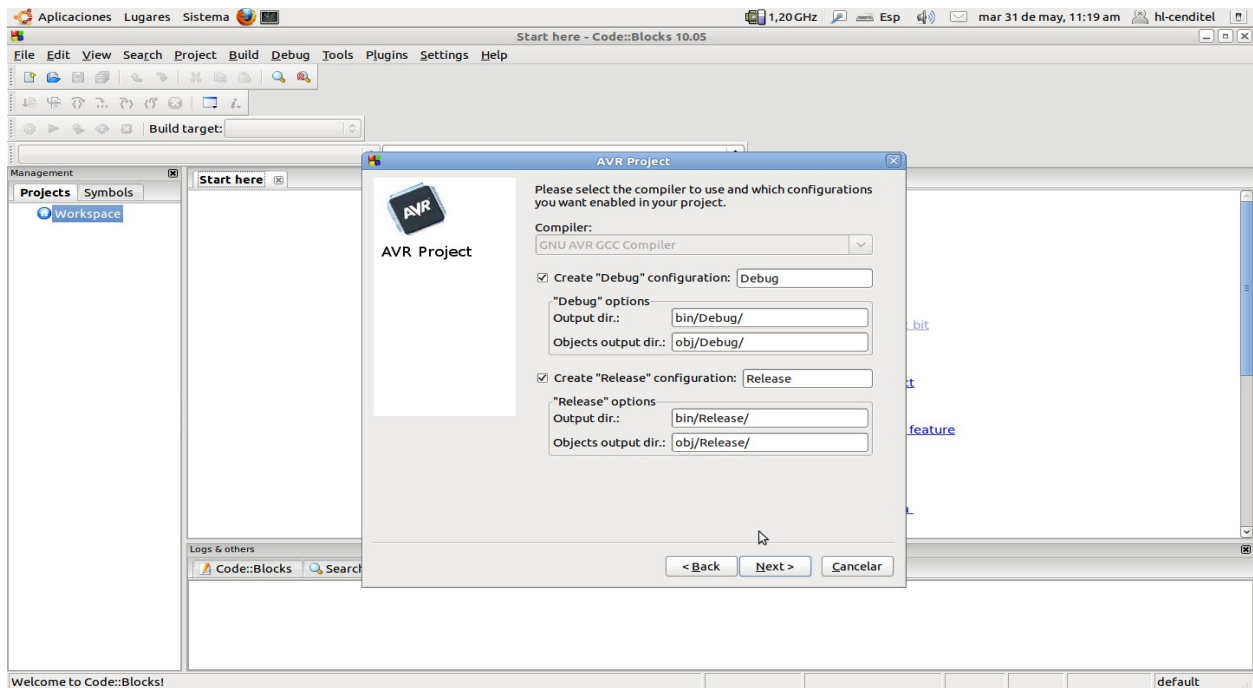 Aplicaciones Lugares Sistema 1,20 GHz Esp mar 31 de may, 11:19 am hl-cenditel
Start here - Code::Blocks 10.05
File Edit View Search Project Build Debug Tools Plugins Settings Help
Build target:
Management
Projects Symbols
Workspace
Start here
AVR Project
AVR
AVR Project
Please select the compiler to use and which configurations
you want enabled in your project.
Compiler:
GNU AVR GCC Compiler
Create "Debug" configuration: Debug
"Debug" options
Output dir.: bin/Debug/
Objects output dir.: obj/Debug/
Create "Release" configuration: Release
"Release" options
Output dir.: bin/Release/
Objects output dir.: obj/Release/
< Back Next > Cancelar
bit
feature
Logs & others
Code::Blocks Search
Welcome to Code::Blocks! default